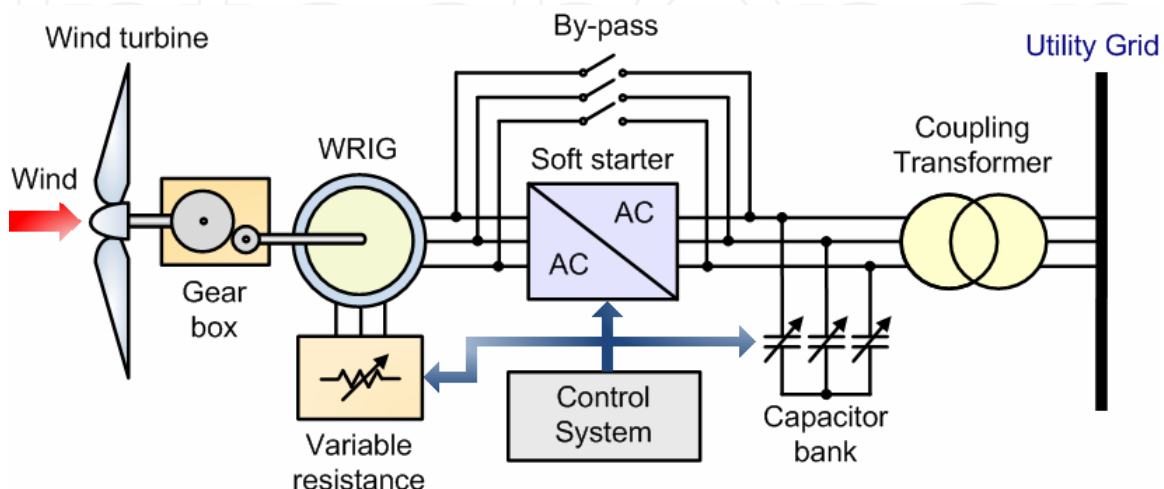 Wind turbine
By-pass
Utility Grid
WRIG
Soft starter
Coupling
Transformer
Wind
AC
AC
Gear
box
Control
System
Capacitor
bank
Variable
resistance